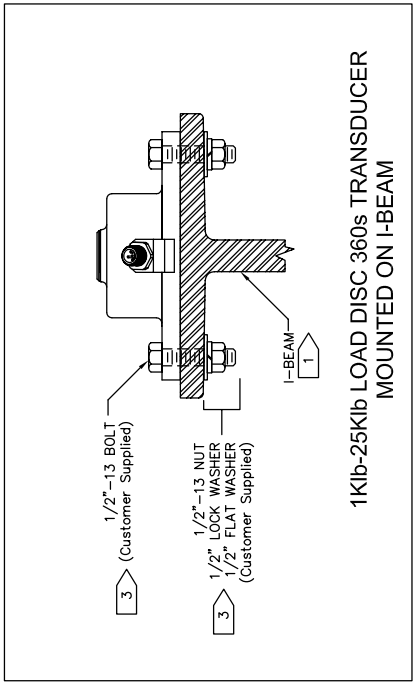 1/2"-13 BOLT
(Customer Supplied)
3
1/2"-13 NUT
1/2" LOCK WASHER
1/2" FLAT WASHER
(Customer Supplied)
3
I-BEAM
1
1Klb-25Klb LOAD DISC 360s TRANSDUCER
MOUNTED ON I-BEAM